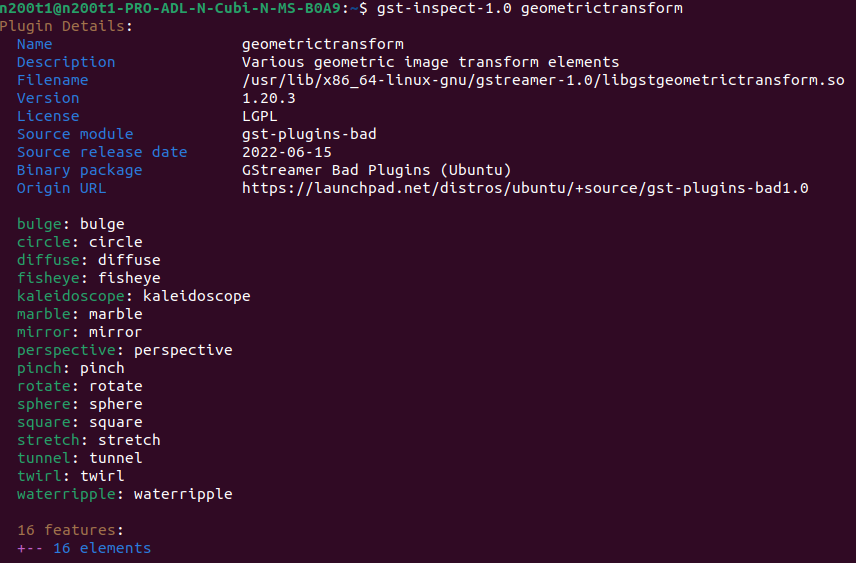 n200t1@n200t1-PRO-ADL-N-Cubi-N-MS-B0A9:~$ gst-inspect-1.0 geometrictransform
Plugin Details:
Name geometrictransform
Description Various geometric image transform elements
Filename /usr/lib/x86_64-linux-gnu/gstreamer-1.0/libgstgeometrictransform.so
Version 1.20.3
License LGPL
Source module gst-plugins-bad
Source release date 2022-06-15
Binary package GStreamer Bad Plugins (Ubuntu)
Origin URL https://launchpad.net/distros/ubuntu/+source/gst-plugins-bad1.0
bulge: bulge
circle: circle
diffuse: diffuse
fisheye: fisheye
kaleidoscope: kaleidoscope
marble: marble
mirror: mirror
perspective: perspective
pinch: pinch
rotate: rotate
sphere: sphere
square: square
stretch: stretch
tunnel: tunnel
twirl: twirl
waterripple: waterripple
16 features:
+-- 16 elements